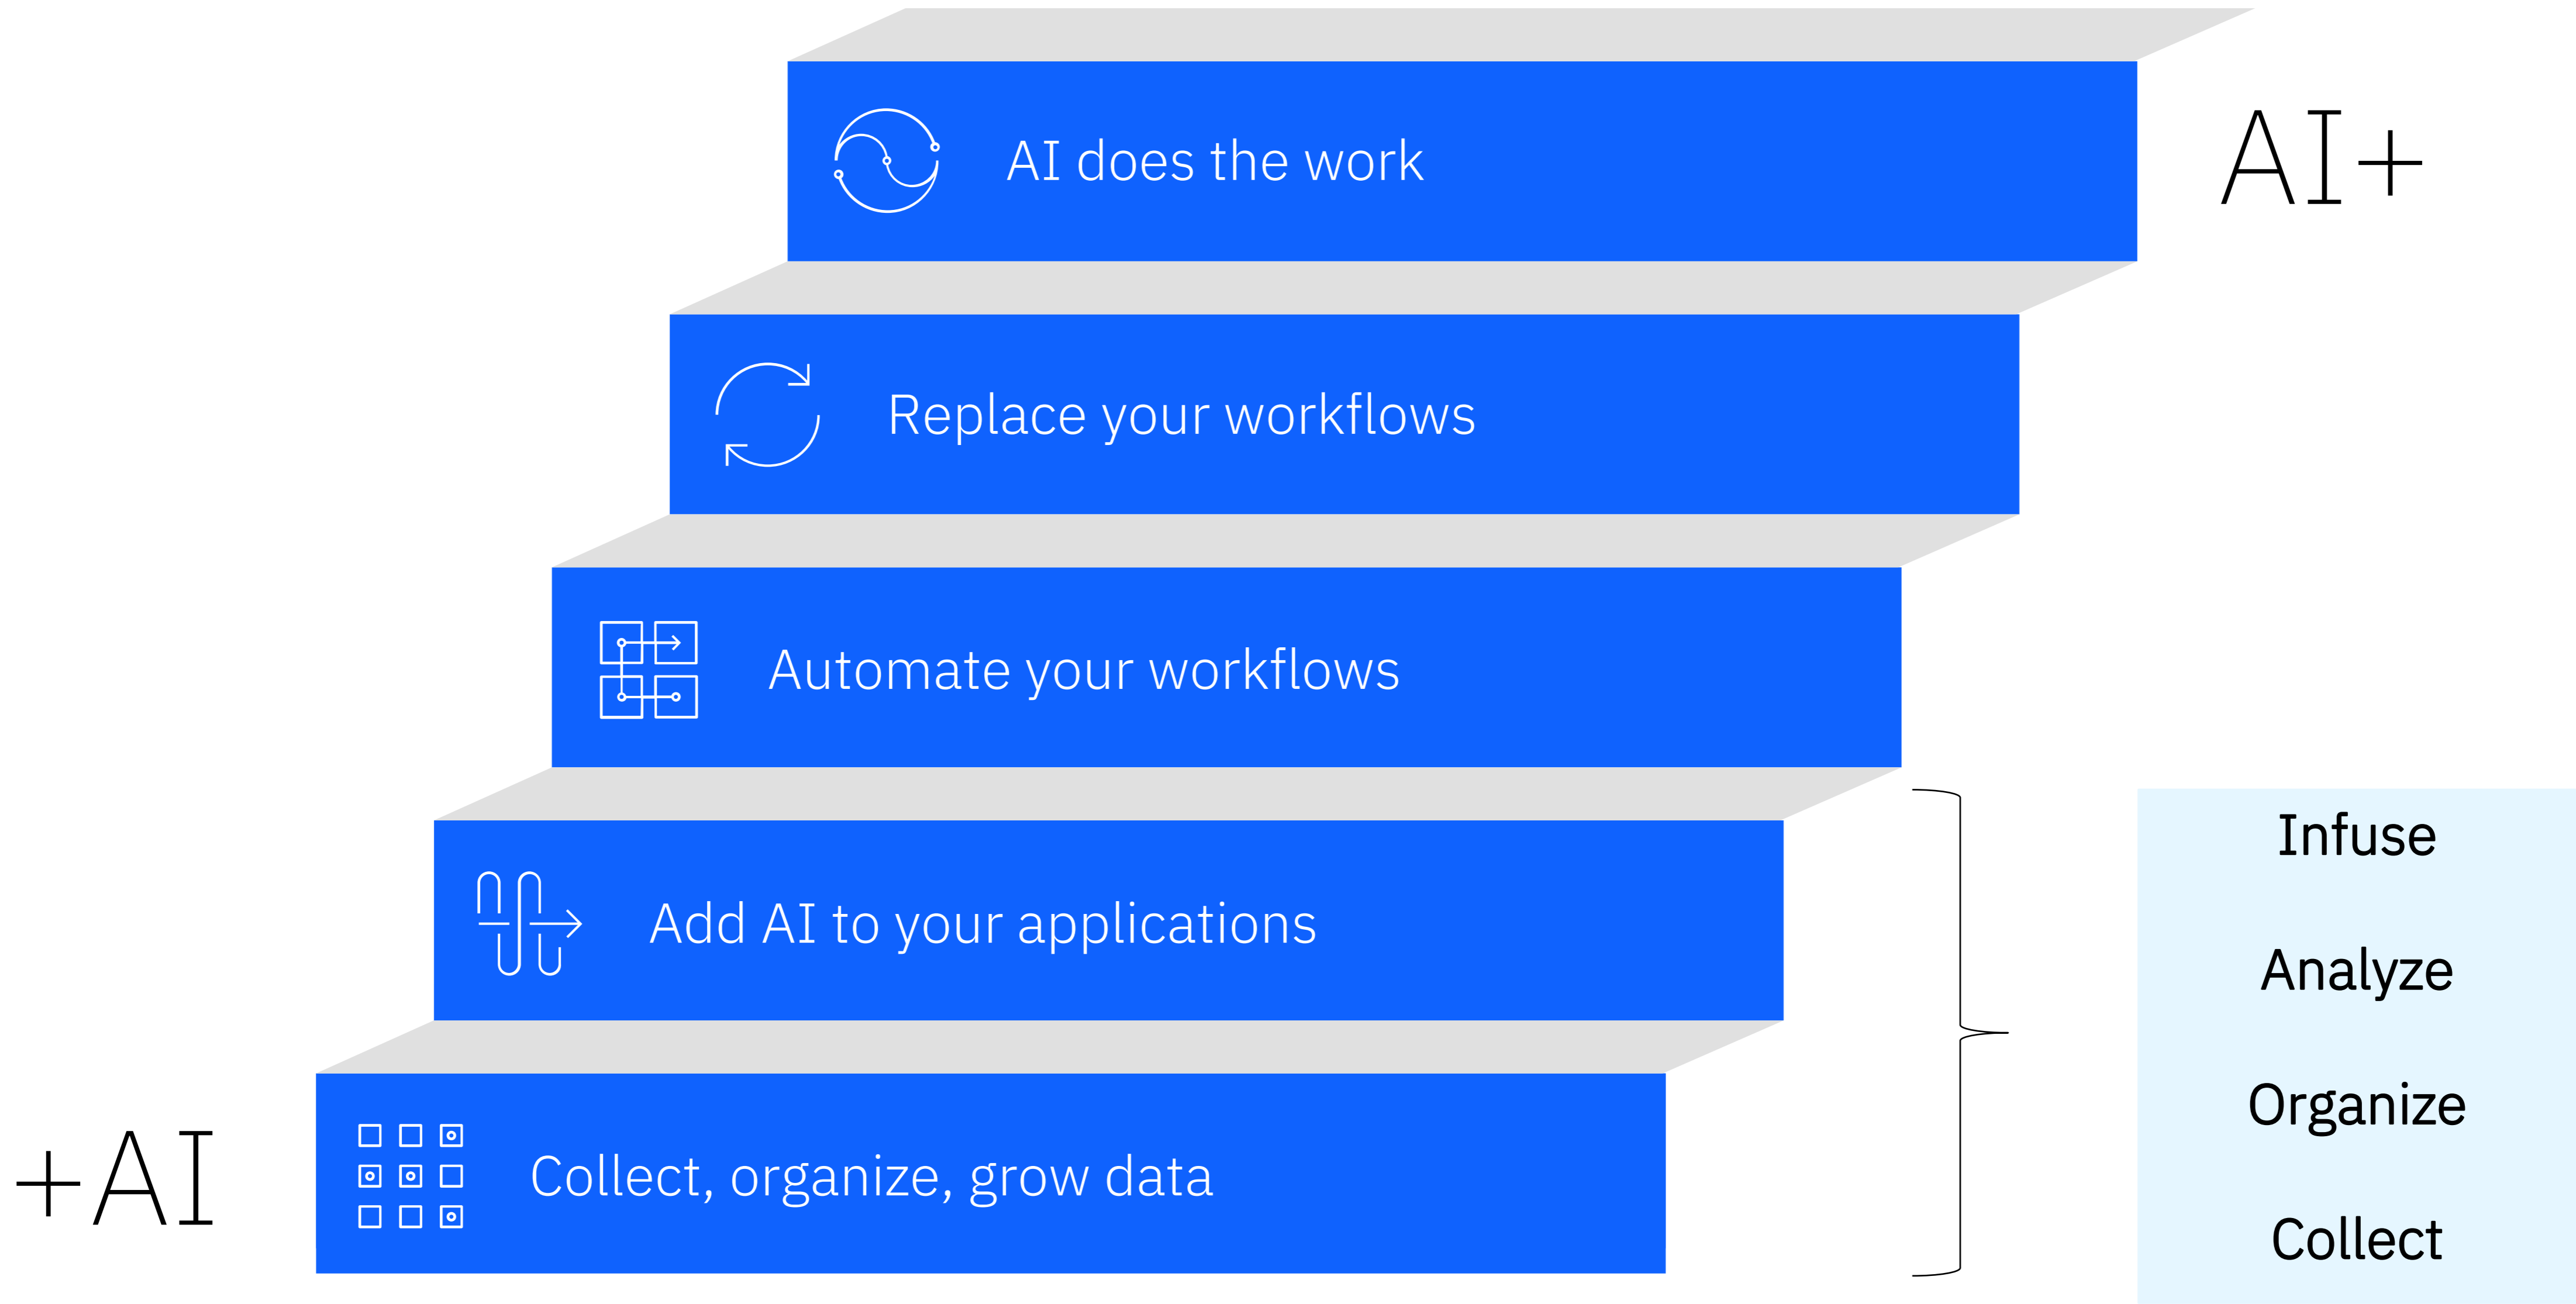 AI does the work
AI+
Replace your workflows
Automate your workflows
Add AI to your applications
+AI
Collect, organize, grow data
Infuse
Analyze
Organize
Collect